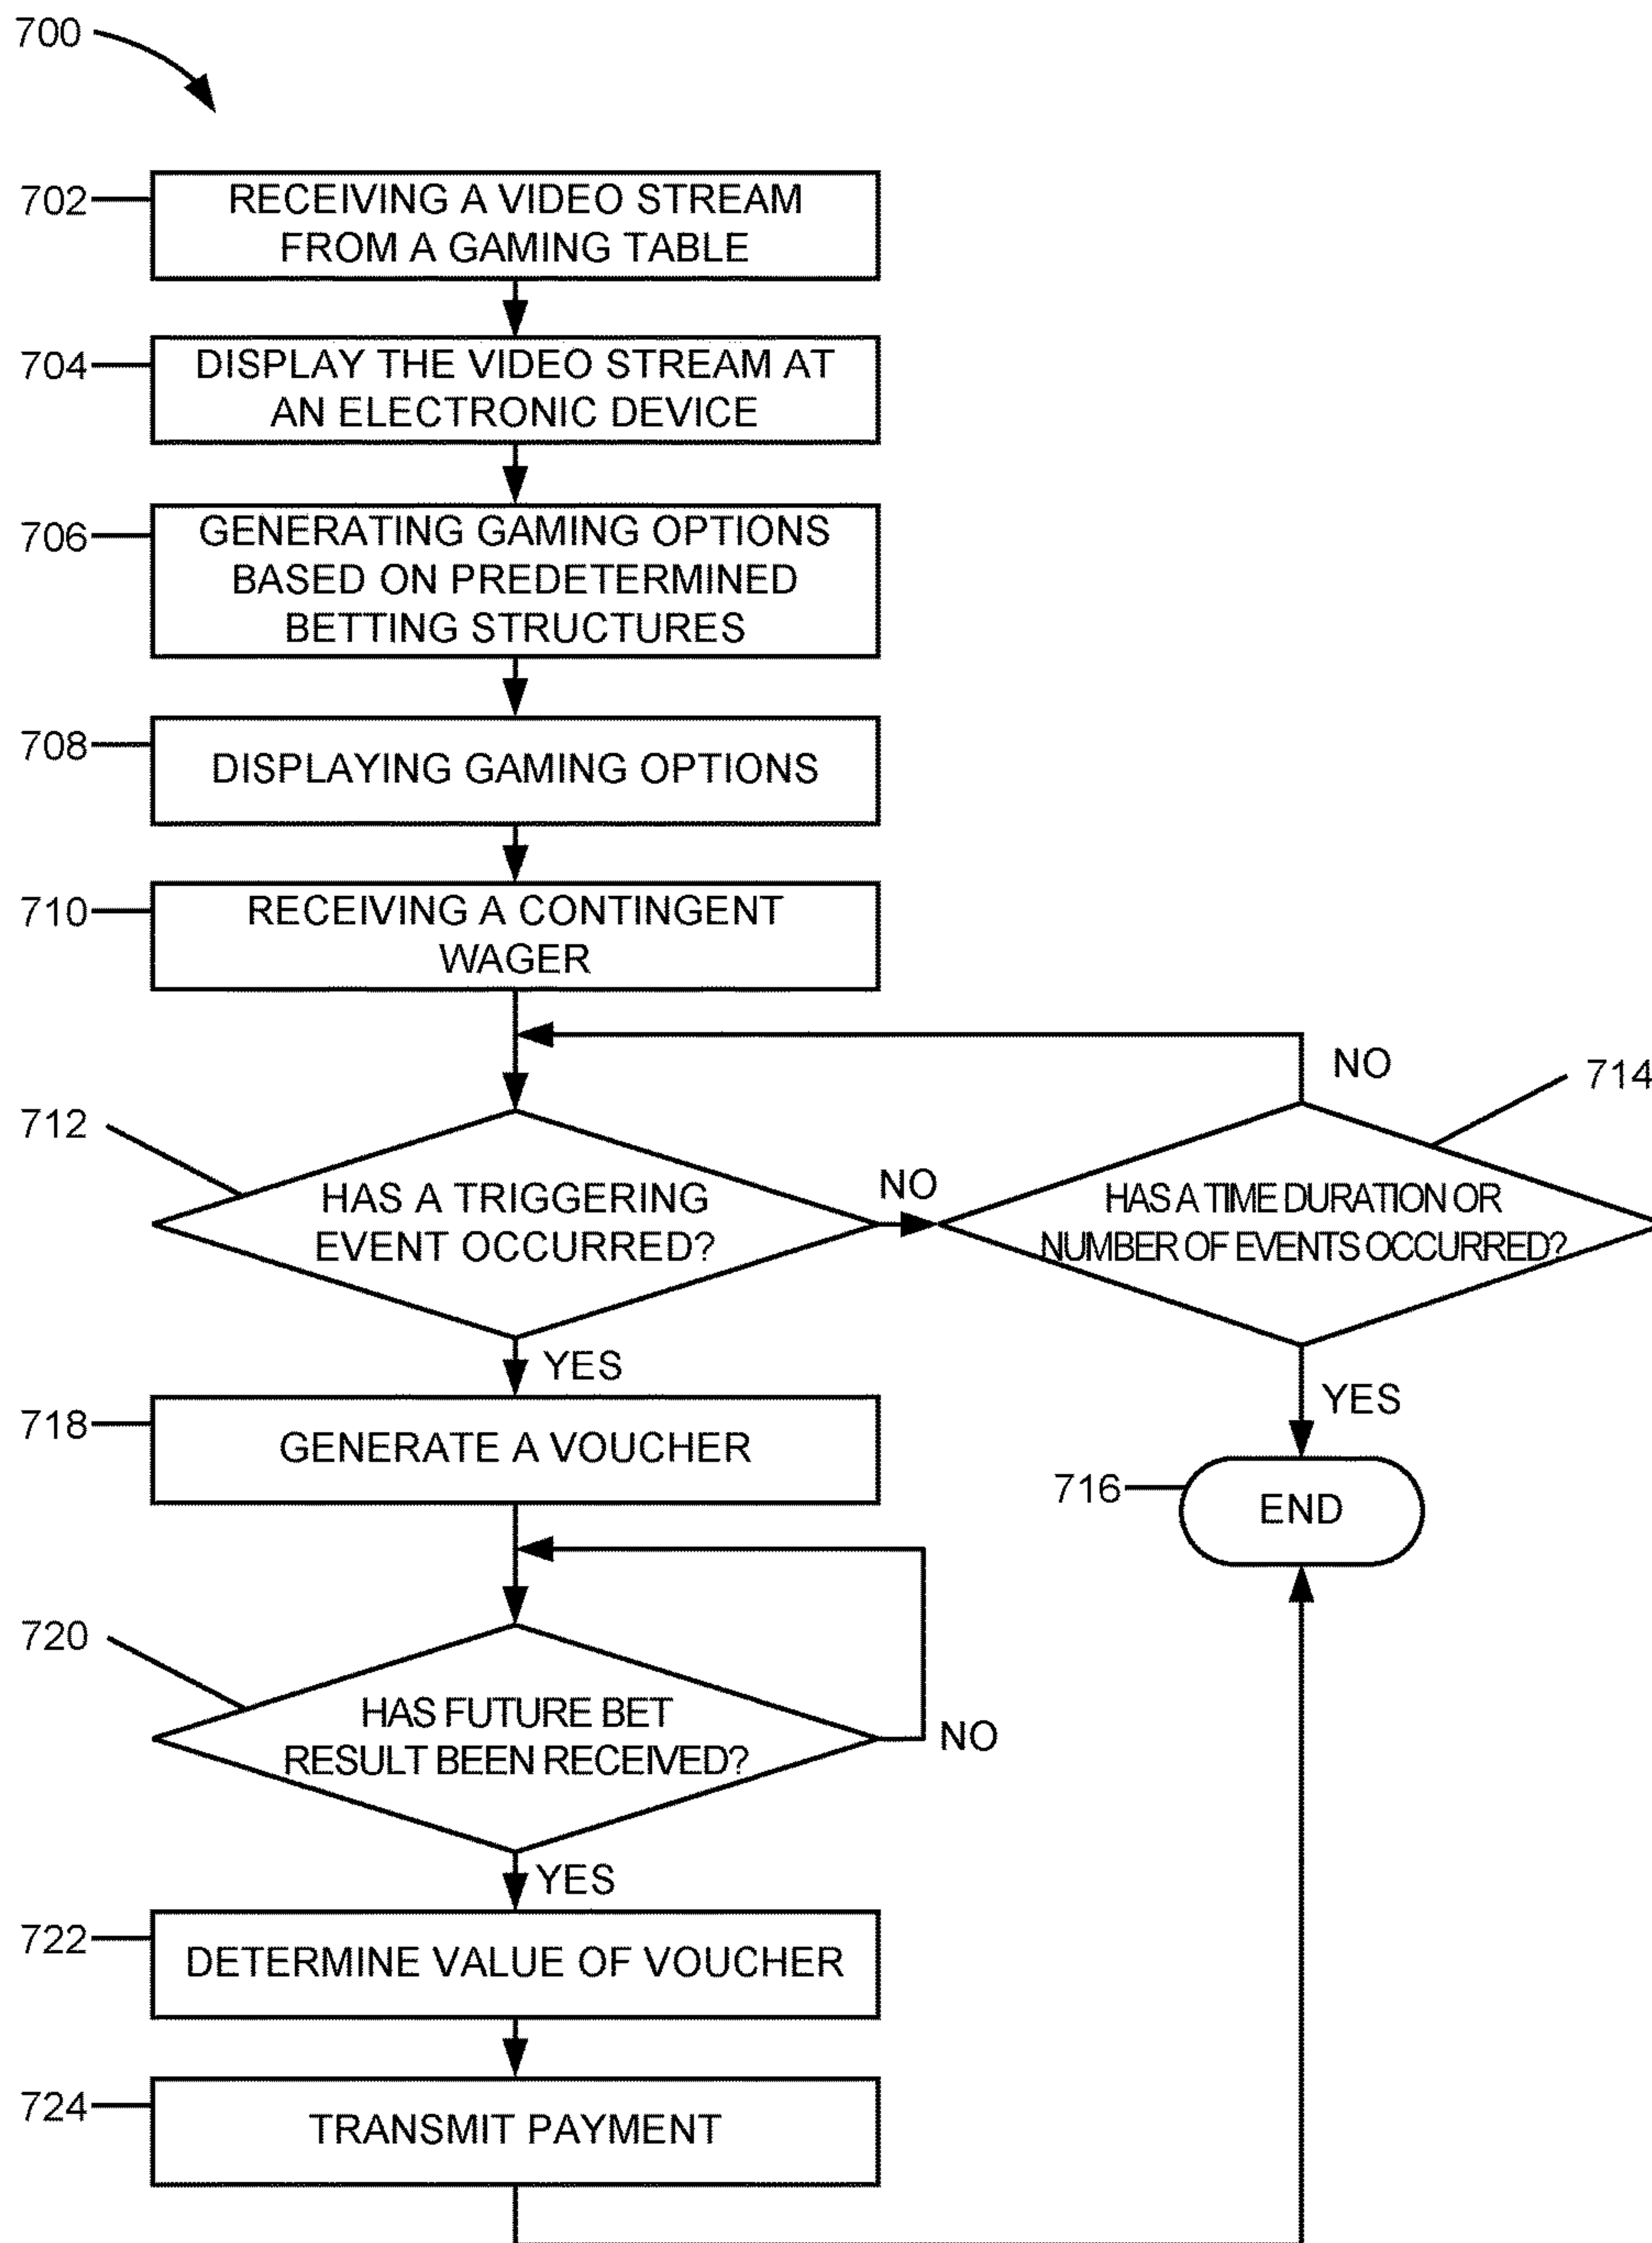 700
702
RECEIVING A VIDEO STREAM
FROM A GAMING TABLE
704
DISPLAY THE VIDEO STREAM AT
AN ELECTRONIC DEVICE
706
GENERATING GAMING OPTIONS
BASED ON PREDETERMINED
BETTING STRUCTURES
708
DISPLAYING GAMING OPTIONS
710
RECEIVING A CONTINGENT
WAGER
NO
714
712
HAS A TRIGGERING
EVENT OCCURRED?
NO
HAS A TIME DURATION OR
NUMBER OF EVENTS OCCURRED?
YES
YES
718
GENERATE A VOUCHER
716
END
720
HAS FUTURE BET
RESULT BEEN RECEIVED?
NO
YES
722
DETERMINE VALUE OF VOUCHER
724
TRANSMIT PAYMENT